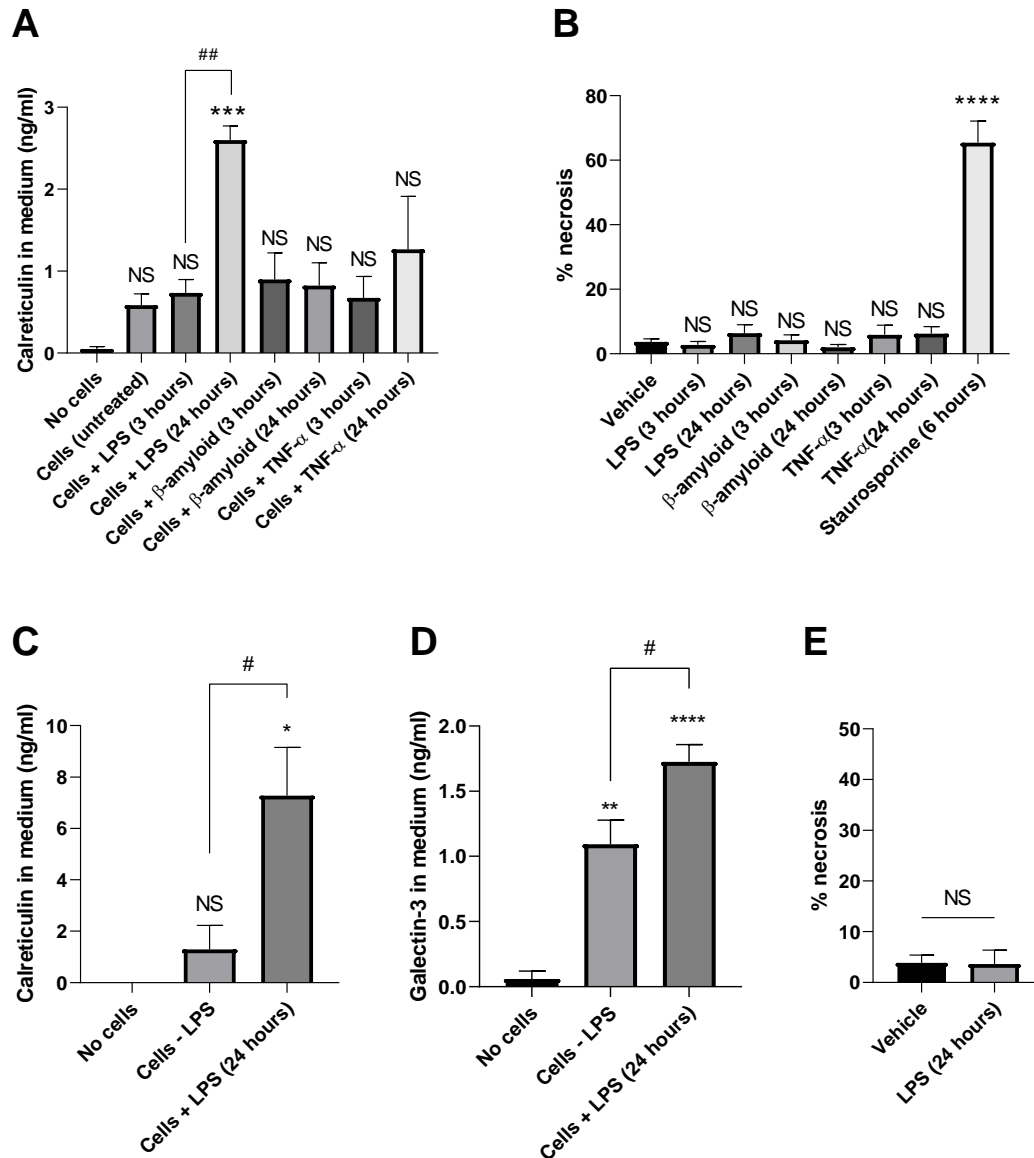 A
##
***
NS
NS
NS
NS
NS
NS
Calreticulin in medium (ng/ml)
3
2
1
0
No cells
Cells (untreated)
Cells + LPS (3 hours)
Cells + LPS (24 hours)
Cells + β-amyloid (3 hours)
Cells + β-amyloid (24 hours)
Cells + TNF-α (3 hours)
Cells + TNF-α (24 hours)
B
****
NS
NS
NS
NS
NS
NS
% necrosis
80
60
40
20
0
Vehicle
LPS (3 hours)
LPS (24 hours)
β-amyloid (3 hours)
β-amyloid (24 hours)
TNF-α(3 hours)
TNF-α(24 hours)
Staurosporine (6 hours)
C
#
*
NS
Calreticulin in medium (ng/ml)
10
8
6
4
2
0
No cells
Cells - LPS
Cells + LPS (24 hours)
D
#
****
**
Galectin-3 in medium (ng/ml)
2.0
1.5
1.0
0.5
0.0
No cells
Cells - LPS
Cells + LPS (24 hours)
E
NS
% necrosis
50
40
30
20
10
0
Vehicle
LPS (24 hours)